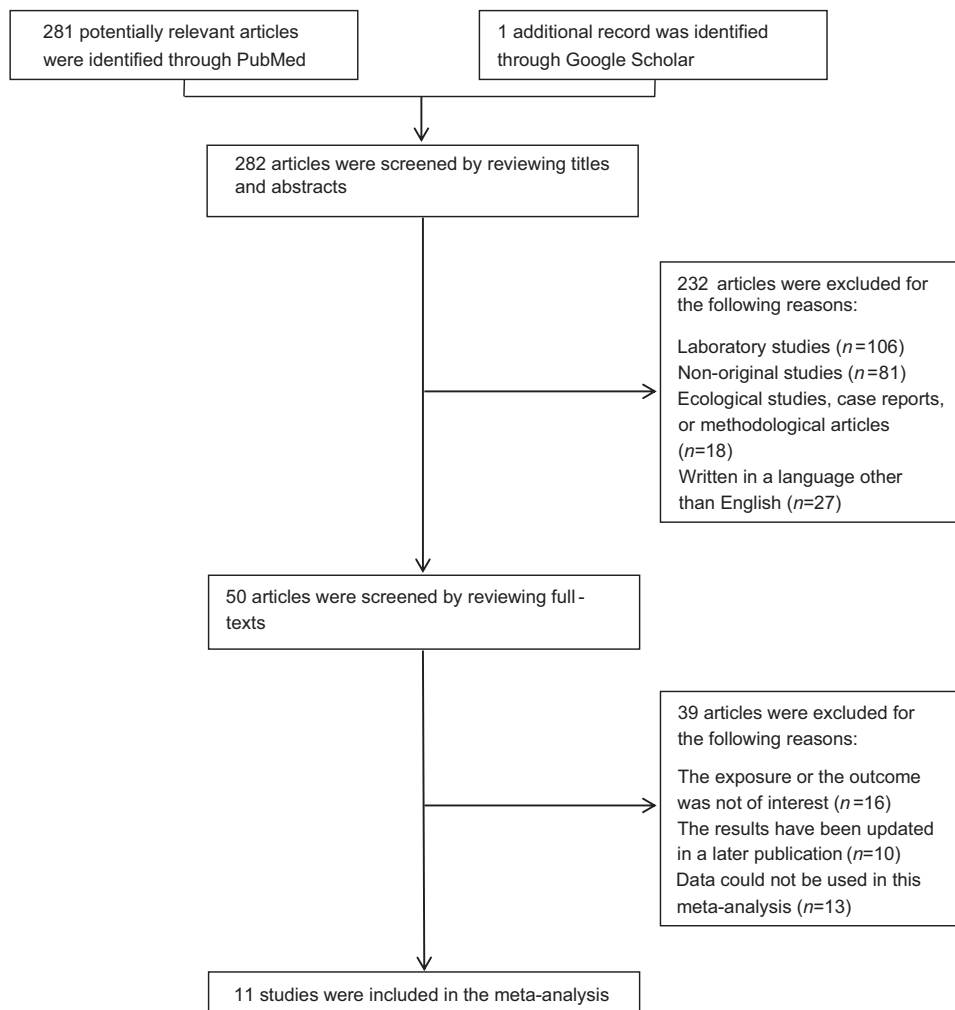 281 potentially relevant articles
were identified through PubMed
1 additional record was identified
through Google Scholar
282 articles were screened by reviewing titles
and abstracts
232 articles were excluded for
the following reasons:
Laboratory studies (n=106)
Non-original studies (n=81)
Ecological studies, case reports,
or methodological articles
(n=18)
Written in a language other
than English (n=27)
50 articles were screened by reviewing full-
texts
39 articles were excluded for
the following reasons:
The exposure or the outcome
was not of interest (n=16)
The results have been updated
in a later publication (n=10)
Data could not be used in this
meta-analysis (n=13)
11 studies were included in the meta-analysis